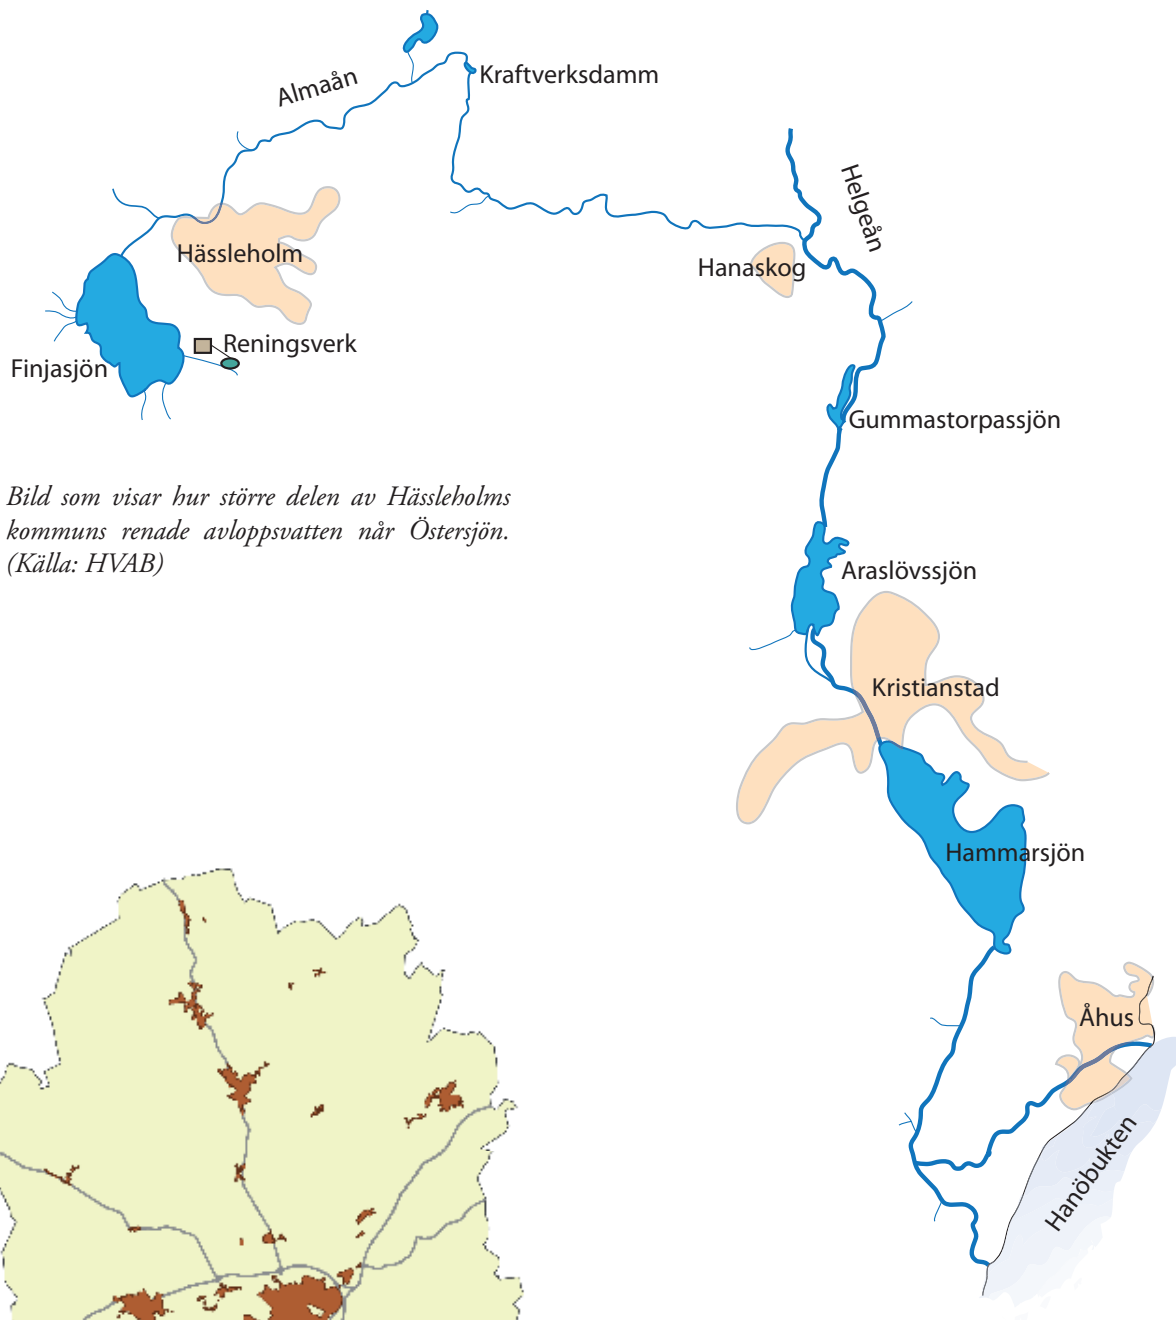 Almaån
Kraftverksdamm
Helgeån
Hässleholm
Hanaskog
Reningsverk
Finjasjön
Gummastorpassjön
Bild som visar hur större delen av Hässleholms
kommuns renade avloppsvatten når Östersjön.
(Källa: HVAB)
Araslövssjön
Kristianstad
Hammarsjön
Åhus
Hanöbukten